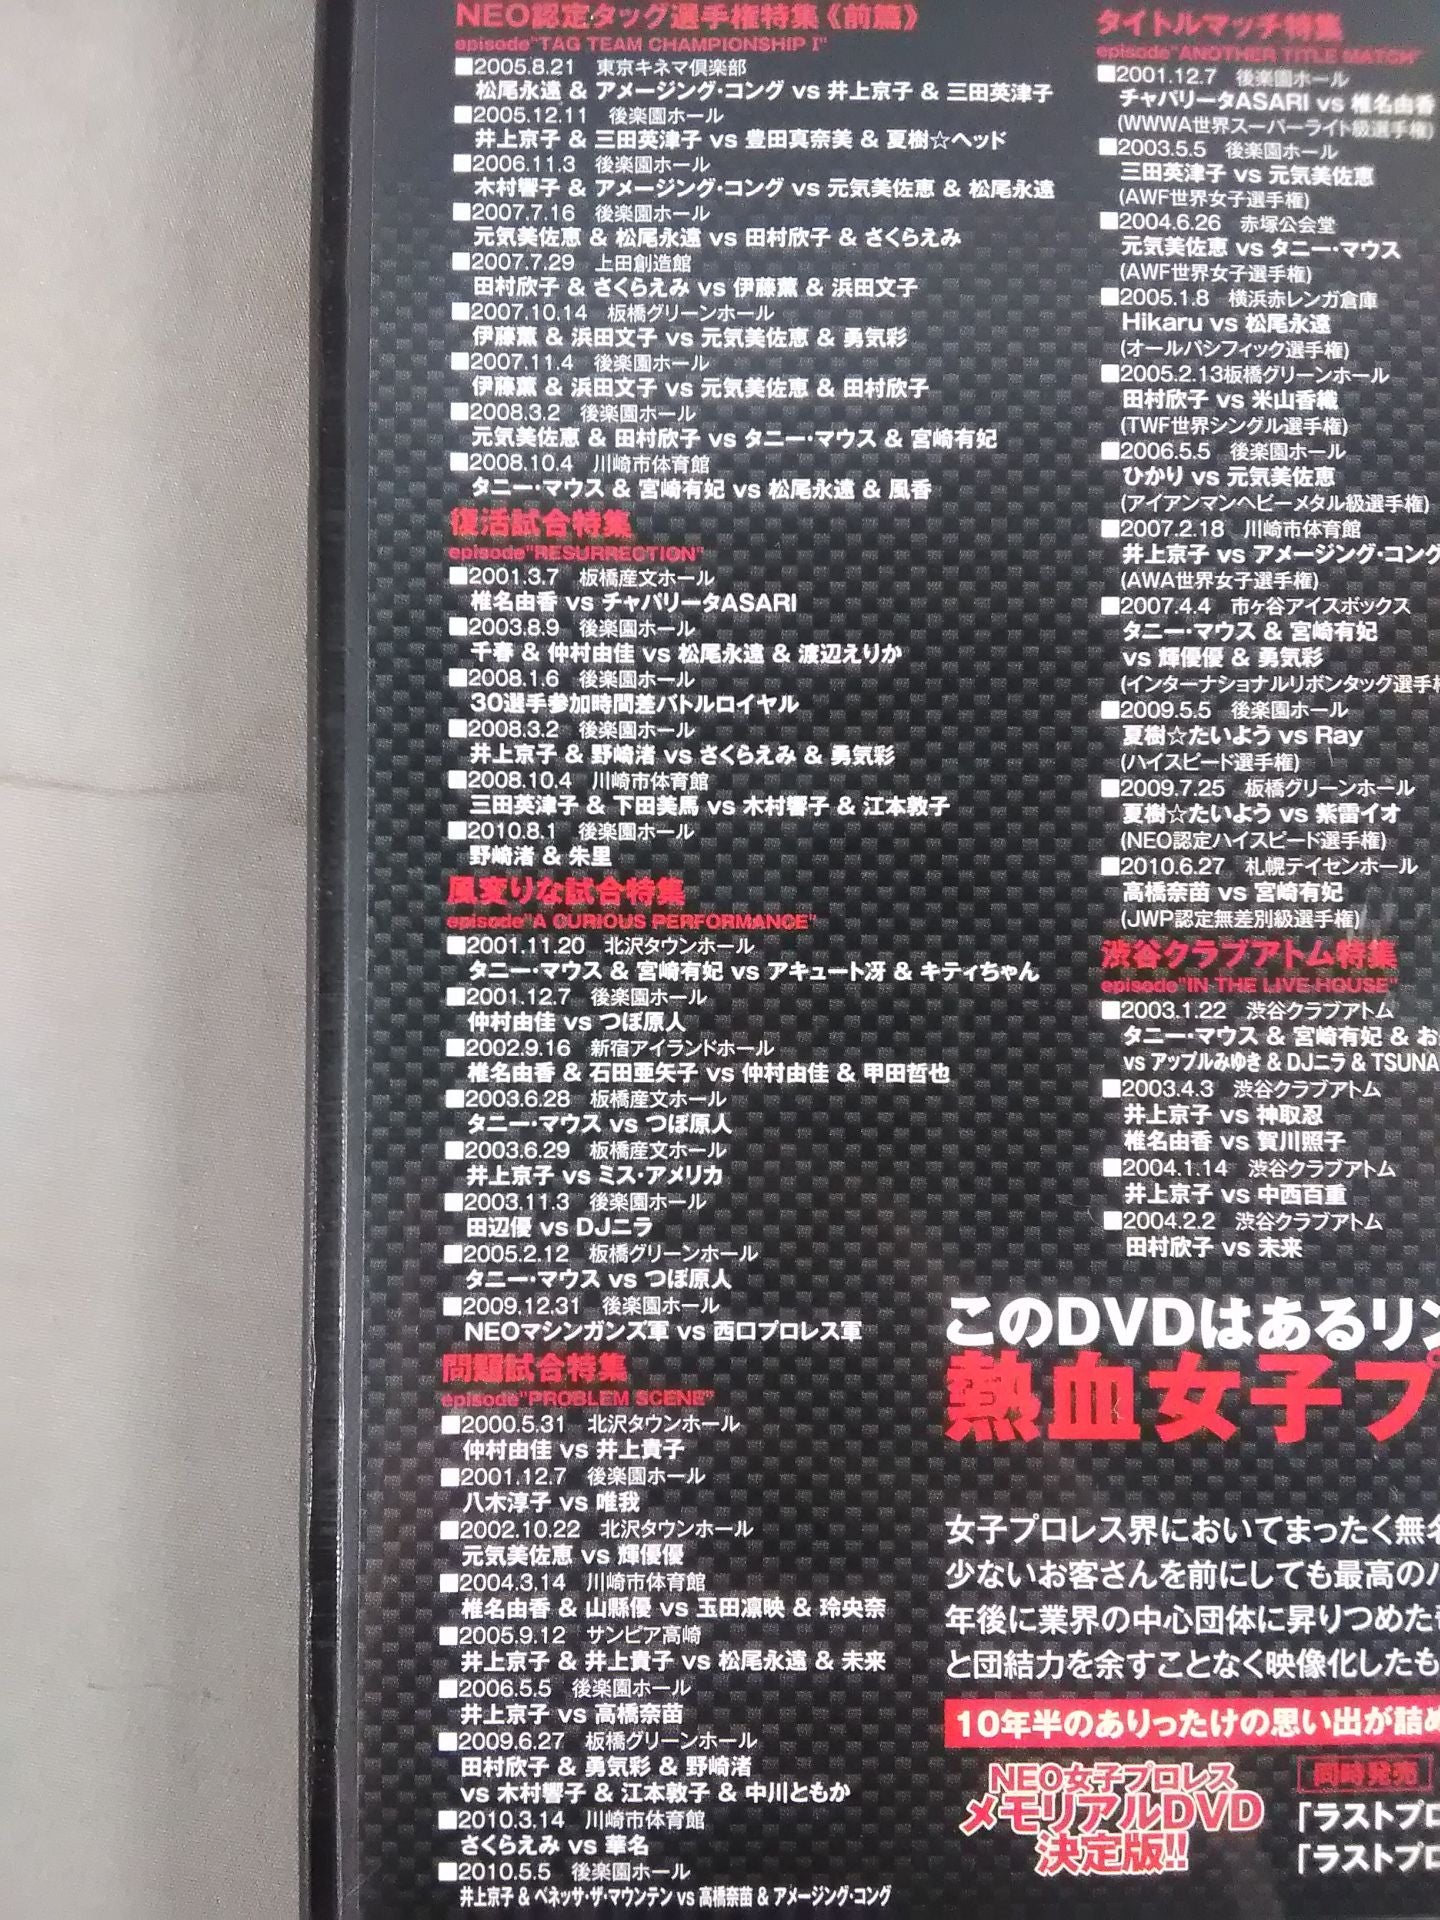 NEO認定タッグ選手権特集《前篇》
episode"TAG TEAM CHAMPIONSHIP I"
■2005.8.21 東京キネマ倶楽部
松尾永遠 & アメージング・コング vs 井上京子 & 三田英津子
■2005.12.11 後楽園ホール
井上京子 & 三田英津子 vs 豊田真奈美 & 夏樹☆ヘッド
■2006.11.3 後楽園ホール
木村響子 & アメージング・コング vs 元気美佐恵 & 松尾永遠
■2007.7.16 後楽園ホール
元気美佐恵 & 松尾永遠 vs 田村欣子 & さくらえみ
■2007.7.29 上田創造館
田村欣子 & さくらえみ vs 伊藤薫 & 浜田文子
■2007.10.14 板橋グリーンホール
伊藤薫 & 浜田文子 vs 元気美佐恵 & 勇気彩
■2007.11.4 後楽園ホール
伊藤薫 & 浜田文子 vs 元気美佐恵 & 田村欣子
■2008.3.2 後楽園ホール
元気美佐恵 & 田村欣子 vs タニー・マウス & 宮崎有妃
■2008.10.4 川崎市体育館
タニー・マウス & 宮崎有妃 vs 松尾永遠 & 風香
復活試合特集
episode"RESURRECTION"
■2001.3.7 板橋産文ホール
椎名由香 vs チャパリータASARI
■2003.8.9 後楽園ホール
千春 & 仲村由佳 vs 松尾永遠 & 渡辺えりか
■2008.1.6 後楽園ホール
30選手参加時間差バトルロイヤル
■2008.3.2 後楽園ホール
井上京子 & 野崎渚 vs さくらえみ & 勇気彩
■2008.10.4 川崎市体育館
三田英津子 & 下田美馬 vs 木村響子 & 江本敦子
■2010.8.1 後楽園ホール
野崎渚 & 朱里
風変りな試合特集
episode"A CURIOUS PERFORMANCE"
■2001.11.20 北沢タウンホール
タニー・マウス & 宮崎有妃 vs アキュート冴 & キティちゃん
■2001.12.7 後楽園ホール
仲村由佳 vs つぼ原人
■2002.9.16 新宿アイランドホール
椎名由香 & 石田亜矢子 vs 仲村由佳 & 甲田哲也
■2003.6.28 板橋産文ホール
タニー・マウス vs つぼ原人
■2003.6.29 板橋産文ホール
井上京子 vs ミス・アメリカ
■2003.11.3 後楽園ホール
田辺優 vs DJニラ
■2005.2.12 板橋グリーンホール
タニー・マウス vs つぼ原人
■2009.12.31 後楽園ホール
NEOマシンガンズ軍 vs 西口プロレス軍
問題試合特集
episode"PROBLEM SCENE"
■2000.5.31 北沢タウンホール
仲村由佳 vs 井上貴子
■2001.12.7 後楽園ホール
八木淳子 vs 唯我
■2002.10.22 北沢タウンホール
元気美佐恵 vs 輝優優
■2004.3.14 川崎市体育館
椎名由香 & 山縣優 vs 玉田凛映 & 玲央奈
■2005.9.12 サンピア高崎
井上京子 & 井上貴子 vs 松尾永遠 & 未来
■2006.5.5 後楽園ホール
井上京子 vs 高橋奈苗
■2009.6.27 板橋グリーンホール
田村欣子 & 勇気彩 & 野崎渚
vs 木村響子 & 江本敦子 & 中川ともか
■2010.3.14 川崎市体育館
さくらえみ vs 華名
■2010.5.5 後楽園ホール
井上京子 & ベネッサ・ザ・マウンテン vs 高橋奈苗 & アメージング・コング
タイトルマッチ特集
episode"ANOTHER TITLE MATCH"
■2001.12.7 後楽園ホール
チャパリータASARI vs 椎名由香
(WWWA世界スーパーライト級選手権)
■2003.5.5 後楽園ホール
三田英津子 vs 元気美佐恵
(AWF世界女子選手権)
■2004.6.26 赤塚公会堂
元気美佐恵 vs タニー・マウス
(AWF世界女子選手権)
■2005.1.8 横浜赤レンガ倉庫
Hikaru vs 松尾永遠
(オールパシフィック選手権)
■2005.2.13板橋グリーンホール
田村欣子 vs 米山香織
(TWF世界シングル選手権)
■2006.5.5 後楽園ホール
ひかり vs 元気美佐恵
(アイアンマンヘビーメタル級選手権)
■2007.2.18 川崎市体育館
井上京子 vs アメージング・コング
(AWA世界女子選手権)
■2007.4.4 市ヶ谷アイスボックス
タニー・マウス & 宮崎有妃
vs 輝優優 & 勇気彩
(インターナショナルリボンタッグ選手
■2009.5.5 後楽園ホール
夏樹☆たいよう vs Ray
(ハイスピード選手権)
■2009.7.25 板橋グリーンホール
夏樹☆たいよう vs 紫雷イオ
(NEO認定ハイスピード選手権)
■2010.6.27 札幌テイセンホール
高橋奈苗 vs 宮崎有妃
(JWP認定無差別級選手権)
渋谷クラブアトム特集
episode"IN THE LIVE HOUSE"
■2003.1.22 渋谷クラブアトム
タニー・マウス & 宮崎有妃 & お
vs アップルみゆき & DJニラ & TSUNA
■2003.4.3 渋谷クラブアトム
井上京子 vs 神取忍
椎名由香 vs 賀川照子
■2004.1.14 渋谷クラブアトム
井上京子 vs 中西百重
■2004.2.2 渋谷クラブアトム
田村欣子 vs 未来
このDVDはあるリン
熱血女子プ
女子プロレス界においてまったく無名
少ないお客さんを前にしても最高のパ
年後に業界の中心団体に昇りつめた
と団結力を余すことなく映像化したも
10年半のありったけの思い出が詰め
NEO女子プロレス
メモリアルDVD
決定版!!
同時発売
「ラストプロ
「ラストプロ